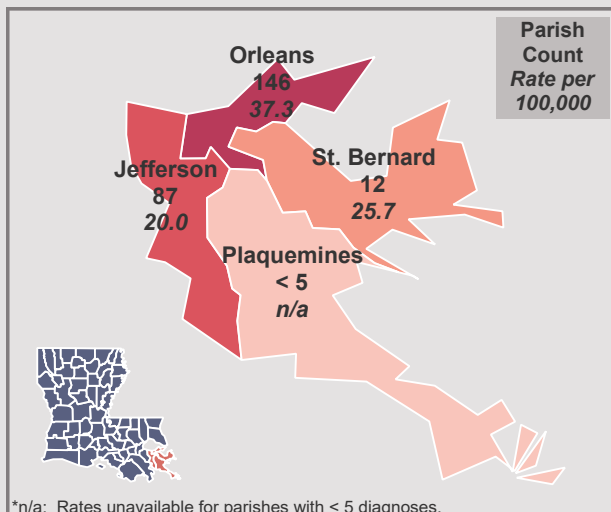 Parish
Count
Rate per
100,000
Orleans
146
37.3
Jefferson
87
20.0
St. Bernard
12
25.7
Plaquemines
< 5
n/a
*n/a:  Rates unavailable for parishes with < 5 diagnoses.